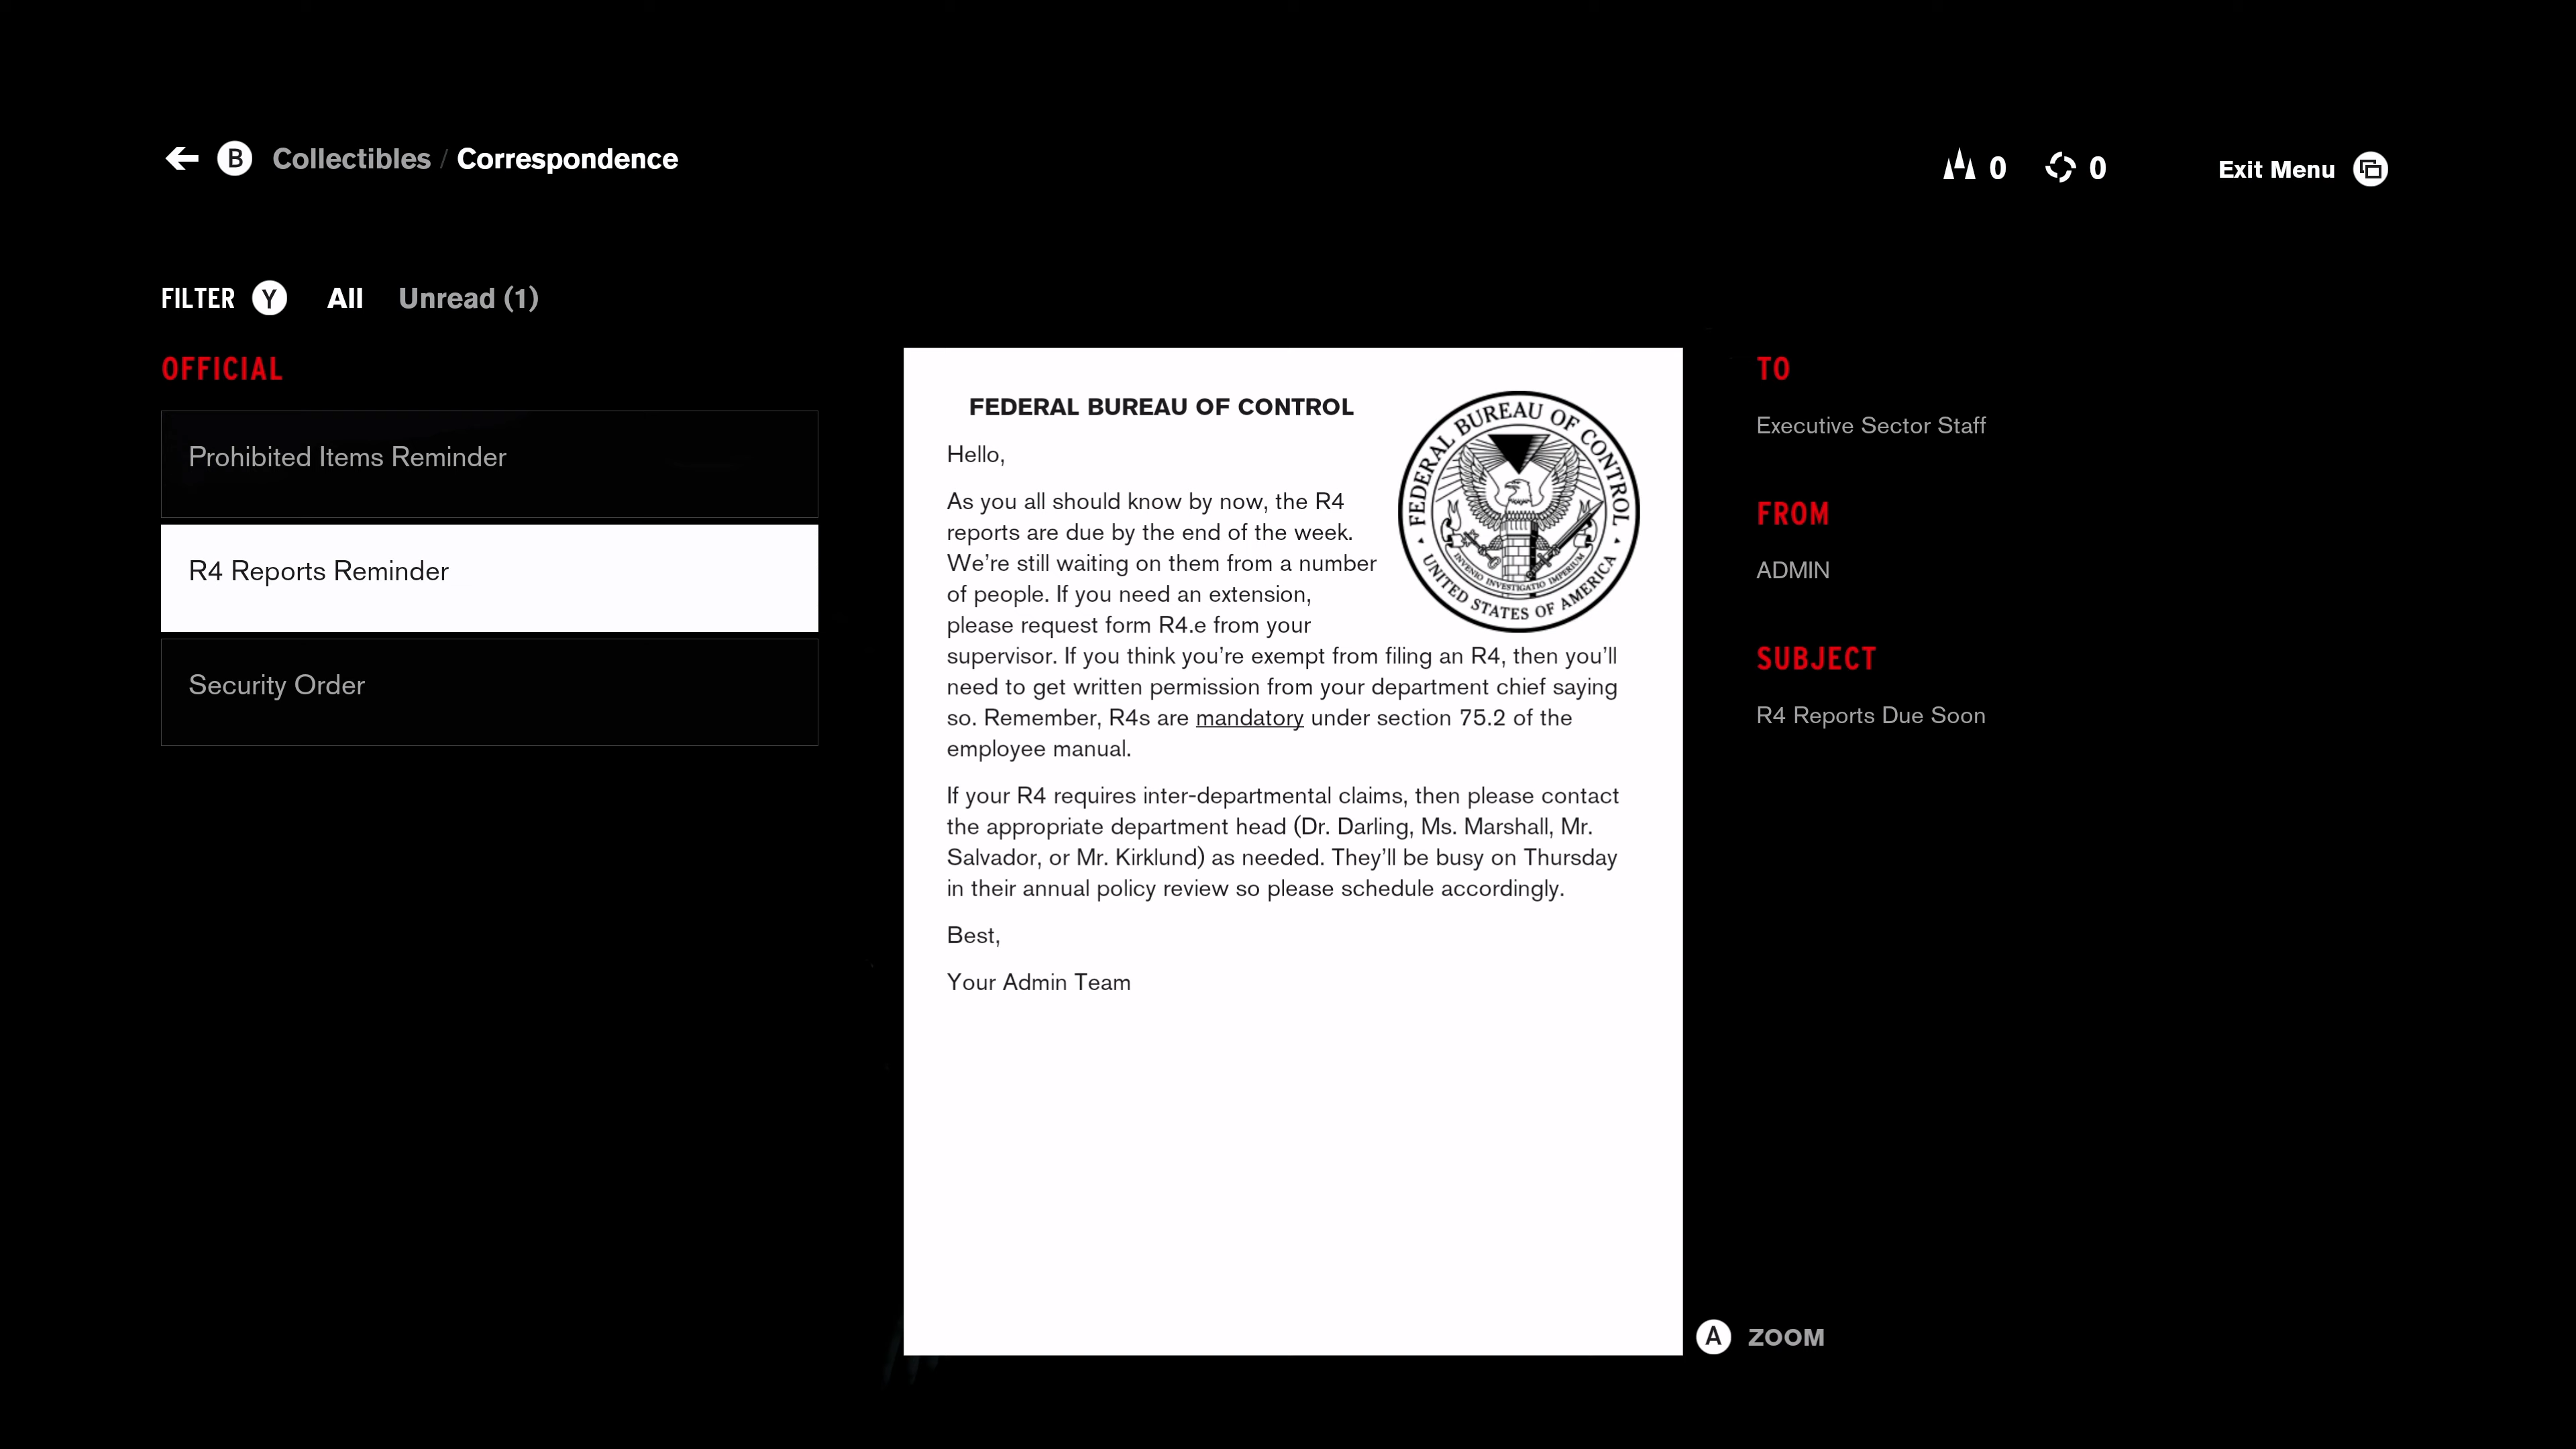 B Collectibles / Correspondence
0 0 Exit Menu
FILTER Y All Unread (1)
OFFICIAL
Prohibited Items Reminder
R4 Reports Reminder
Security Order
FEDERAL BUREAU OF CONTROL
Hello,
As you all should know by now, the R4
reports are due by the end of the week.
We’re still waiting on them from a number
of people. If you need an extension,
please request form R4.e from your
supervisor. If you think you’re exempt from filing an R4, then you’ll
need to get written permission from your department chief saying
so. Remember, R4s are mandatory under section 75.2 of the
employee manual.
If your R4 requires inter-departmental claims, then please contact
the appropriate department head (Dr. Darling, Ms. Marshall, Mr.
Salvador, or Mr. Kirklund) as needed. They’ll be busy on Thursday
in their annual policy review so please schedule accordingly.
Best,
Your Admin Team
FEDERAL BUREAU OF CONTROL
UNITED STATES OF AMERICA
INVENIO INVESTIGATIO IMPERIUM
TO
Executive Sector Staff
FROM
ADMIN
SUBJECT
R4 Reports Due Soon
A ZOOM